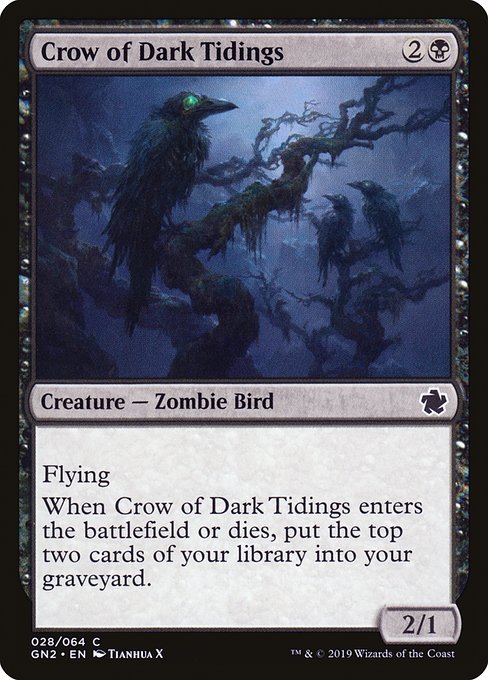 Crow of Dark Tidings 2
Creature — Zombie Bird
Flying
When Crow of Dark Tidings enters
the battlefield or dies, put the top
two cards of your library into your
graveyard.
2/1
028/064 C
GN2 • EN Tianhua X
™ & © 2019 Wizards of the Coast